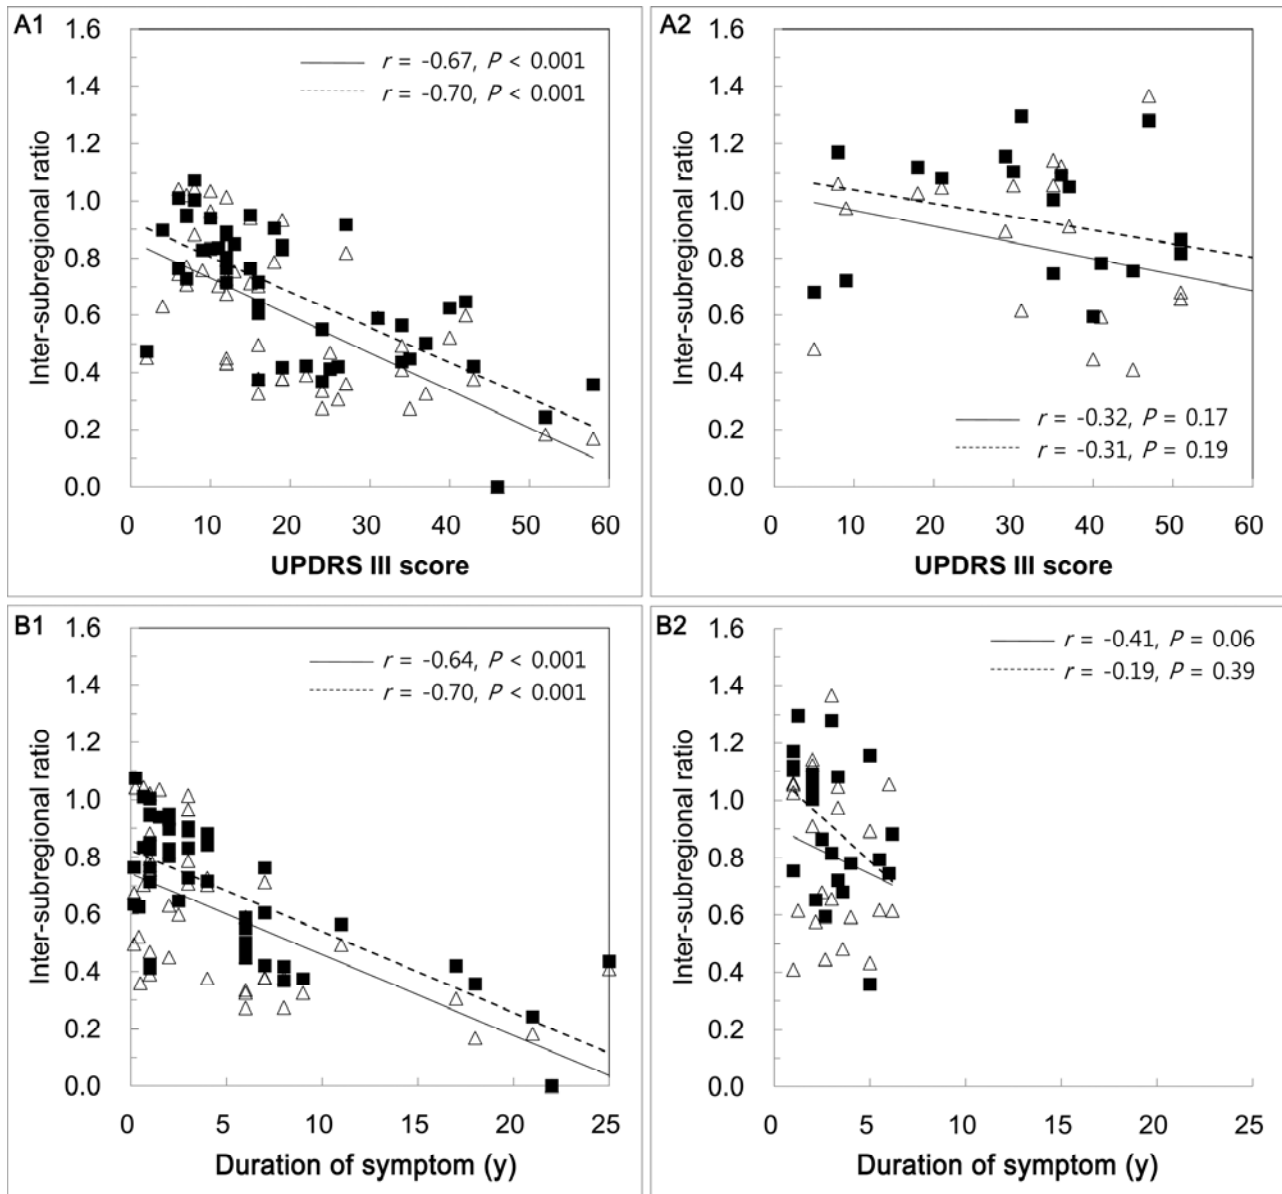 A1
r = -0.67, P < 0.001
r = -0.70, P < 0.001
Inter-subregional ratio
1.6
1.4
1.2
1.0
0.8
0.6
0.4
0.2
0.0
0 10 20 30 40 50 60
UPDRS III score
A2
r = -0.32, P = 0.17
r = -0.31, P = 0.19
Inter-subregional ratio
1.6
1.4
1.2
1.0
0.8
0.6
0.4
0.2
0.0
0 10 20 30 40 50 60
UPDRS III score
B1
r = -0.64, P < 0.001
r = -0.70, P < 0.001
Inter-subregional ratio
1.6
1.4
1.2
1.0
0.8
0.6
0.4
0.2
0.0
0 5 10 15 20 25
Duration of symptom (y)
B2
r = -0.41, P = 0.06
r = -0.19, P = 0.39
Inter-subregional ratio
1.6
1.4
1.2
1.0
0.8
0.6
0.4
0.2
0.0
0 5 10 15 20 25
Duration of symptom (y)